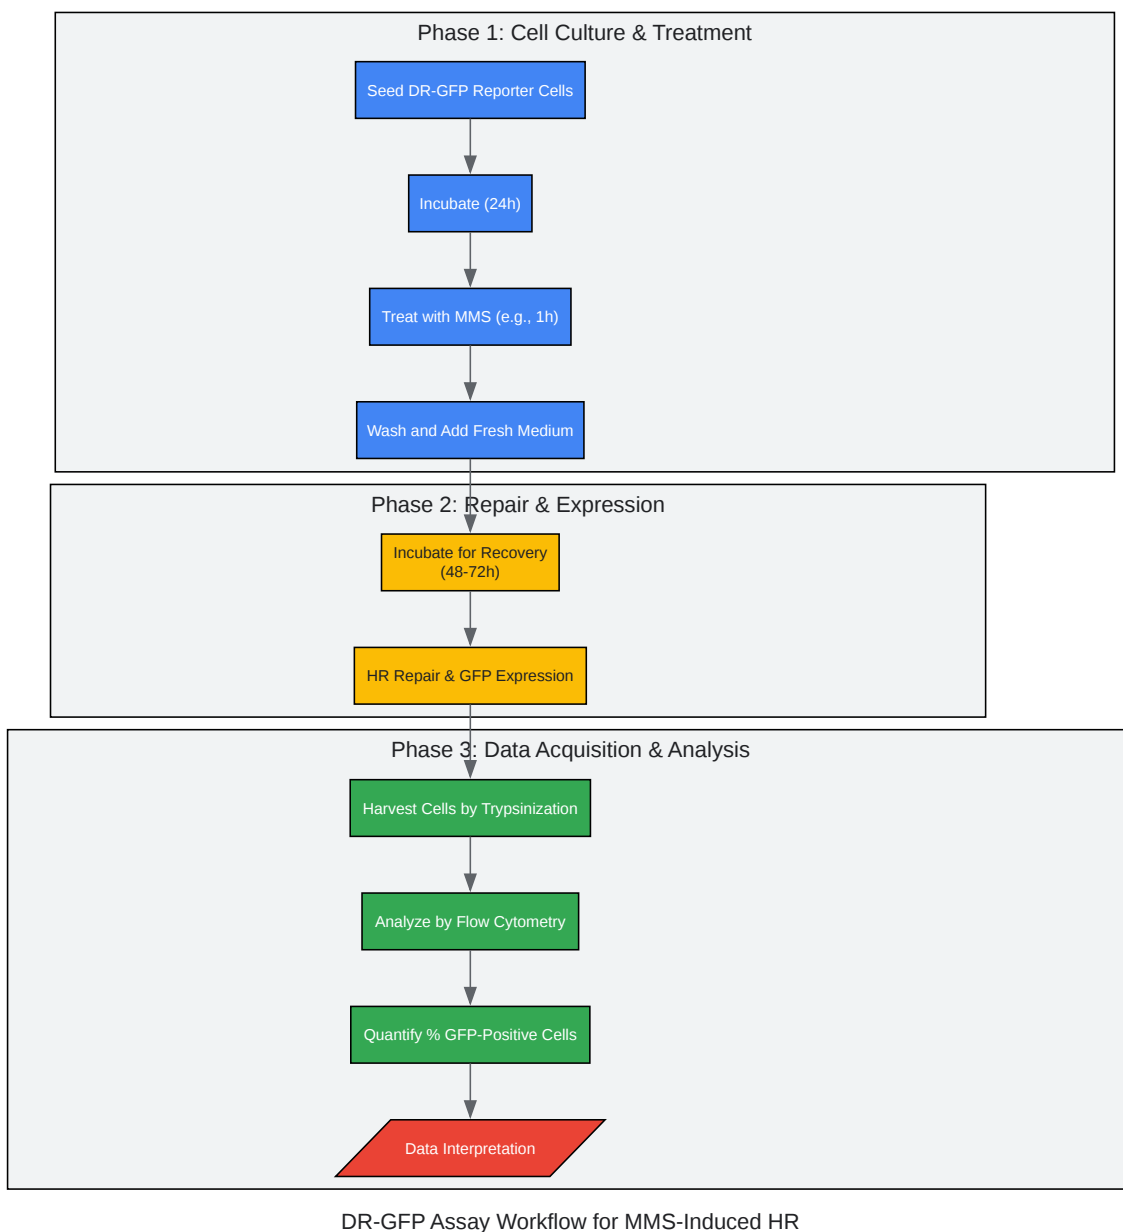 Phase 1: Cell Culture & Treatment
Seed DR-GFP Reporter Cells
Incubate (24h)
Treat with MMS (e.g., 1h)
Wash and Add Fresh Medium
Phase 2: Repair & Expression
Incubate for Recovery
(48-72h)
HR Repair & GFP Expression
Phase 3: Data Acquisition & Analysis
Harvest Cells by Trypsinization
Analyze by Flow Cytometry
Quantify % GFP-Positive Cells
Data Interpretation
DR-GFP Assay Workflow for MMS-Induced HR